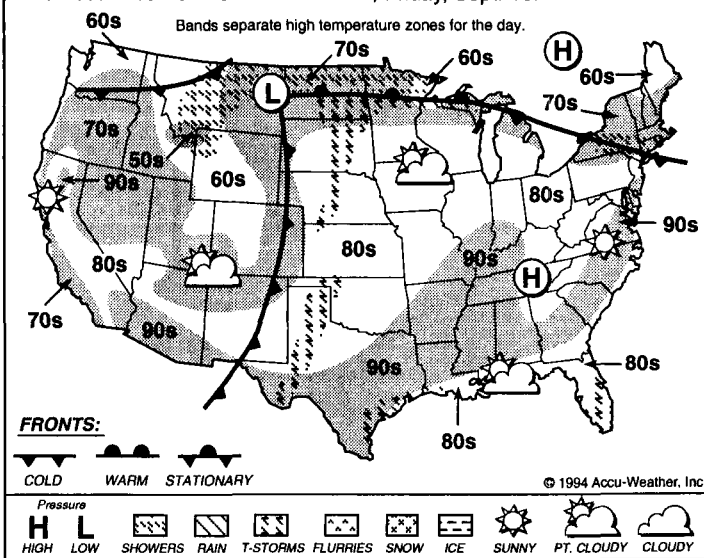 Bands separate high temperature zones for the day.
60s
70s
60s
H
60s
70s
L
70s
50s
90s
60s
80s
90s
80s
80s
90s
H
70s
90s
90s
80s
80s
FRONTS:
COLD WARM STATIONARY
© 1994 Accu-Weather, Inc
Pressure
H L
HIGH LOW SHOWERS RAIN T-STORMS FLURRIES SNOW ICE SUNNY PT. CLOUDY CLOUDY